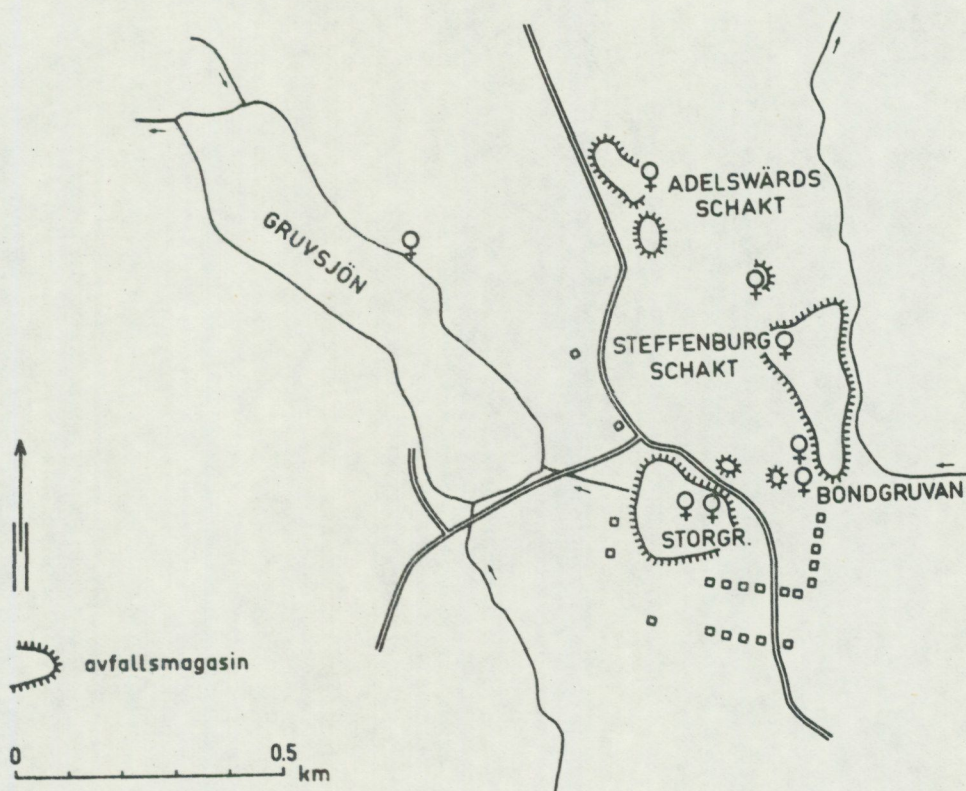 ADELSWÄRDS
SCHAKT
GRUVSJÖN
STEFFENBURG
SCHAKT
BONDGRUVAN
STORGR.
avfallsmagasin
0 0.5
km